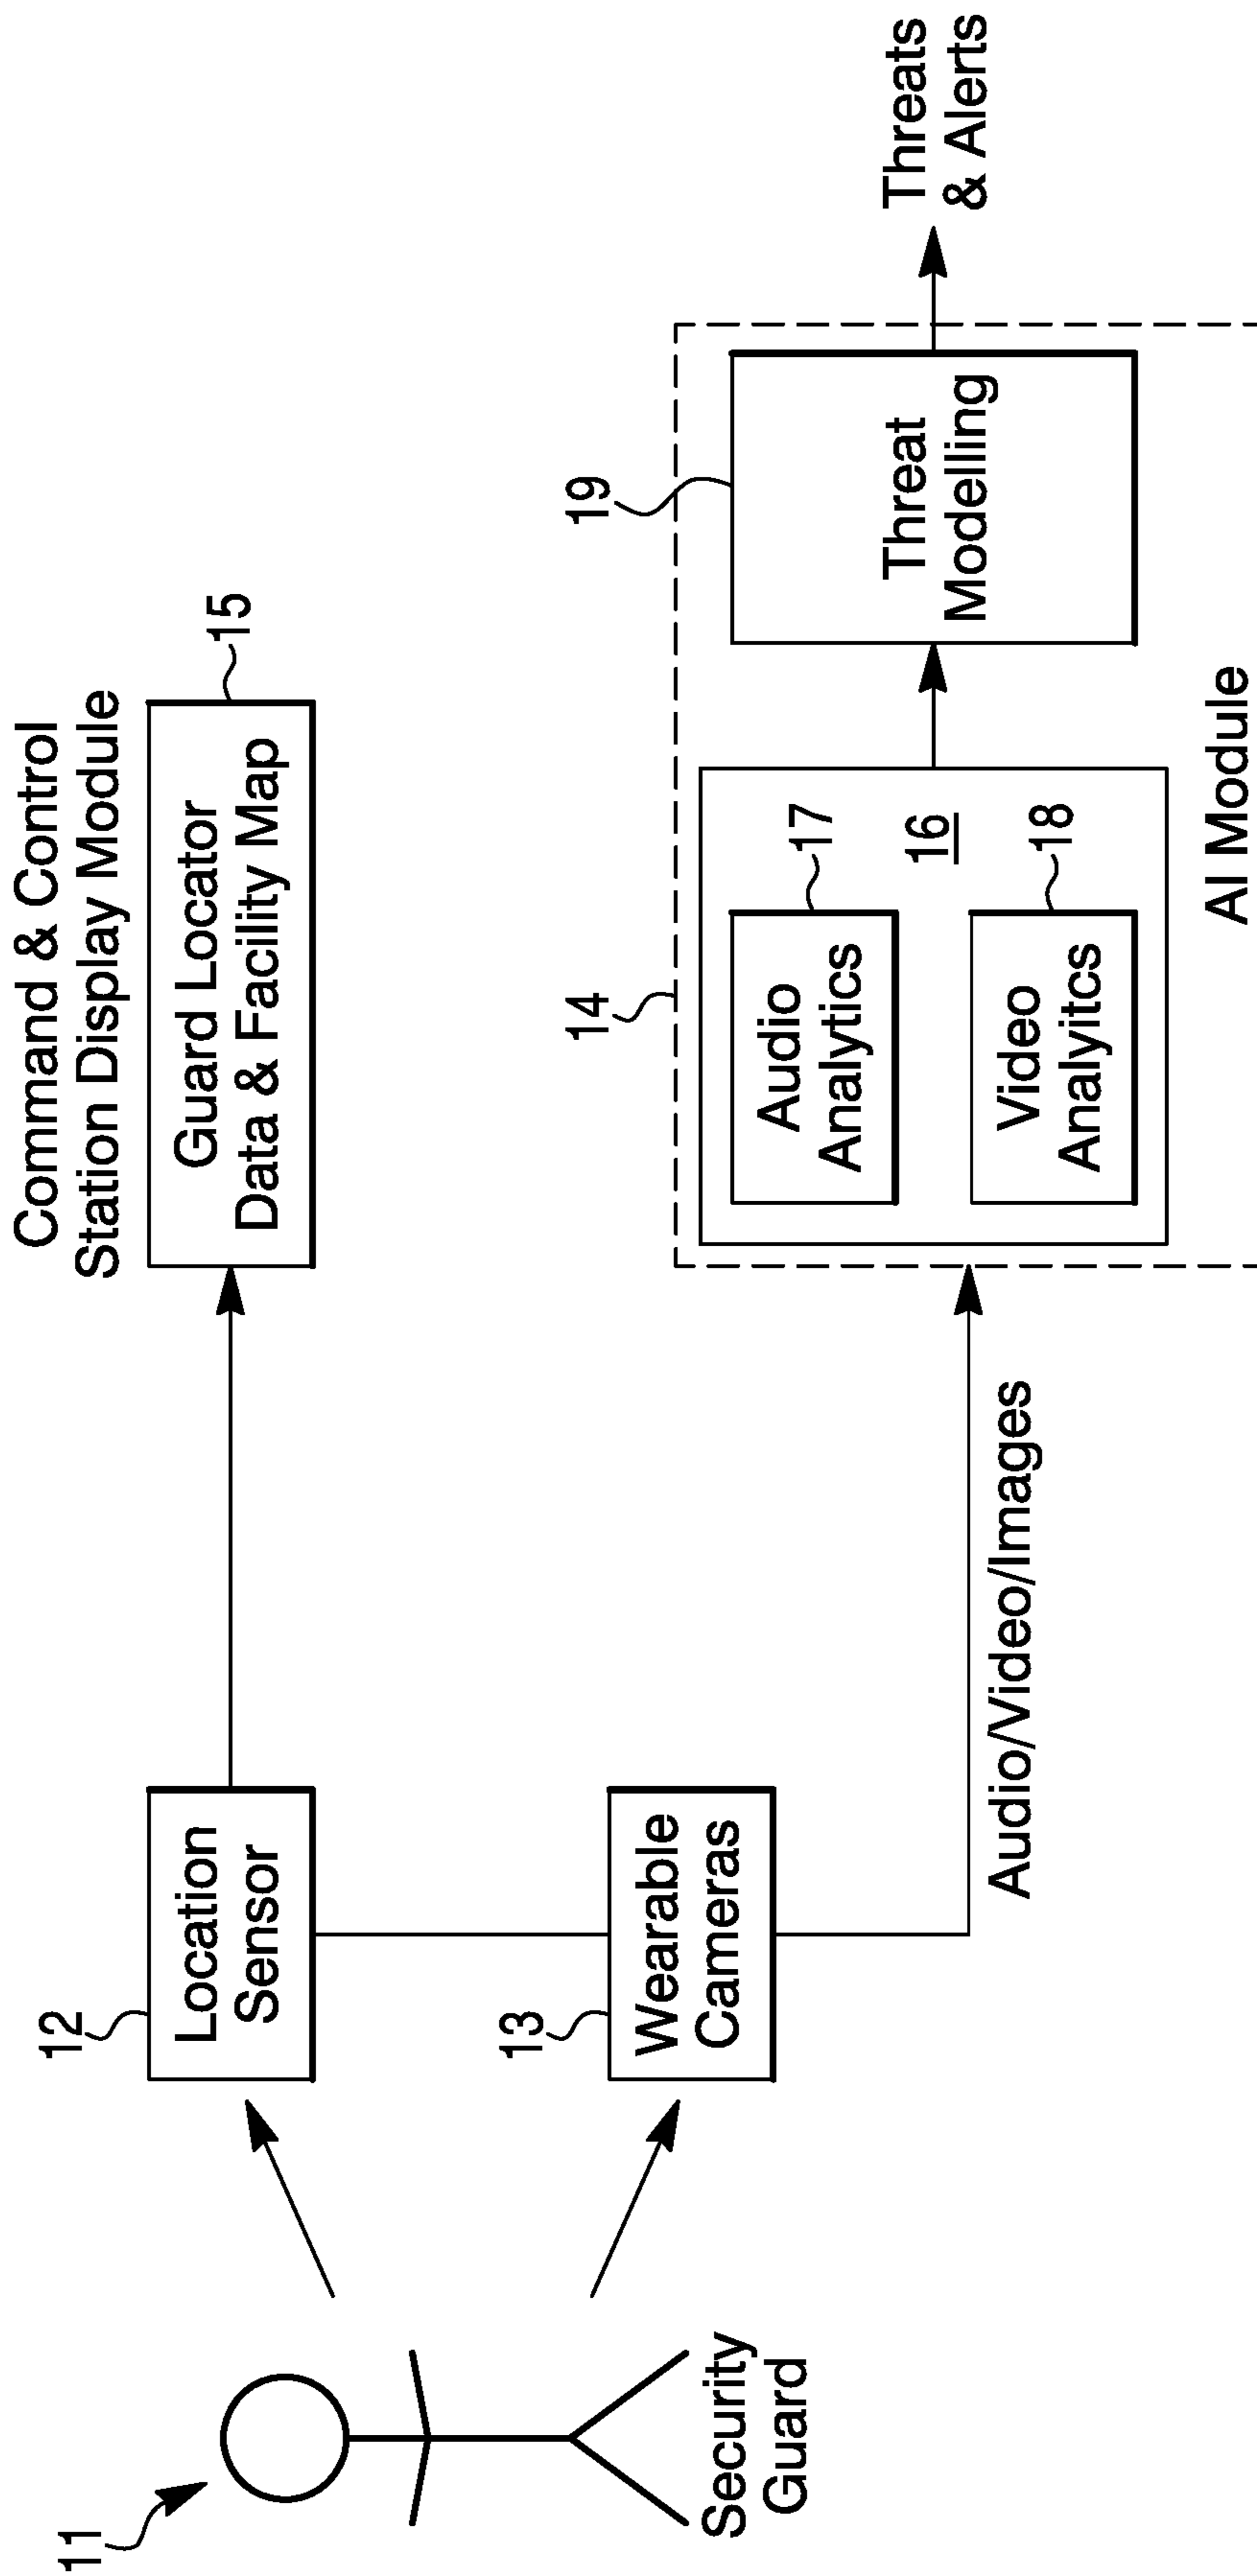 Command & Control
Station Display Module
11
12
Location
Sensor
Guard Locator
Data & Facility Map
15
Security
Guard
13
Wearable
Cameras
Audio/Video/Images
14
Audio
Analytics
17
16
Video
Analyitcs
18
19
Threat
Modelling
AI Module
Threats
& Alerts